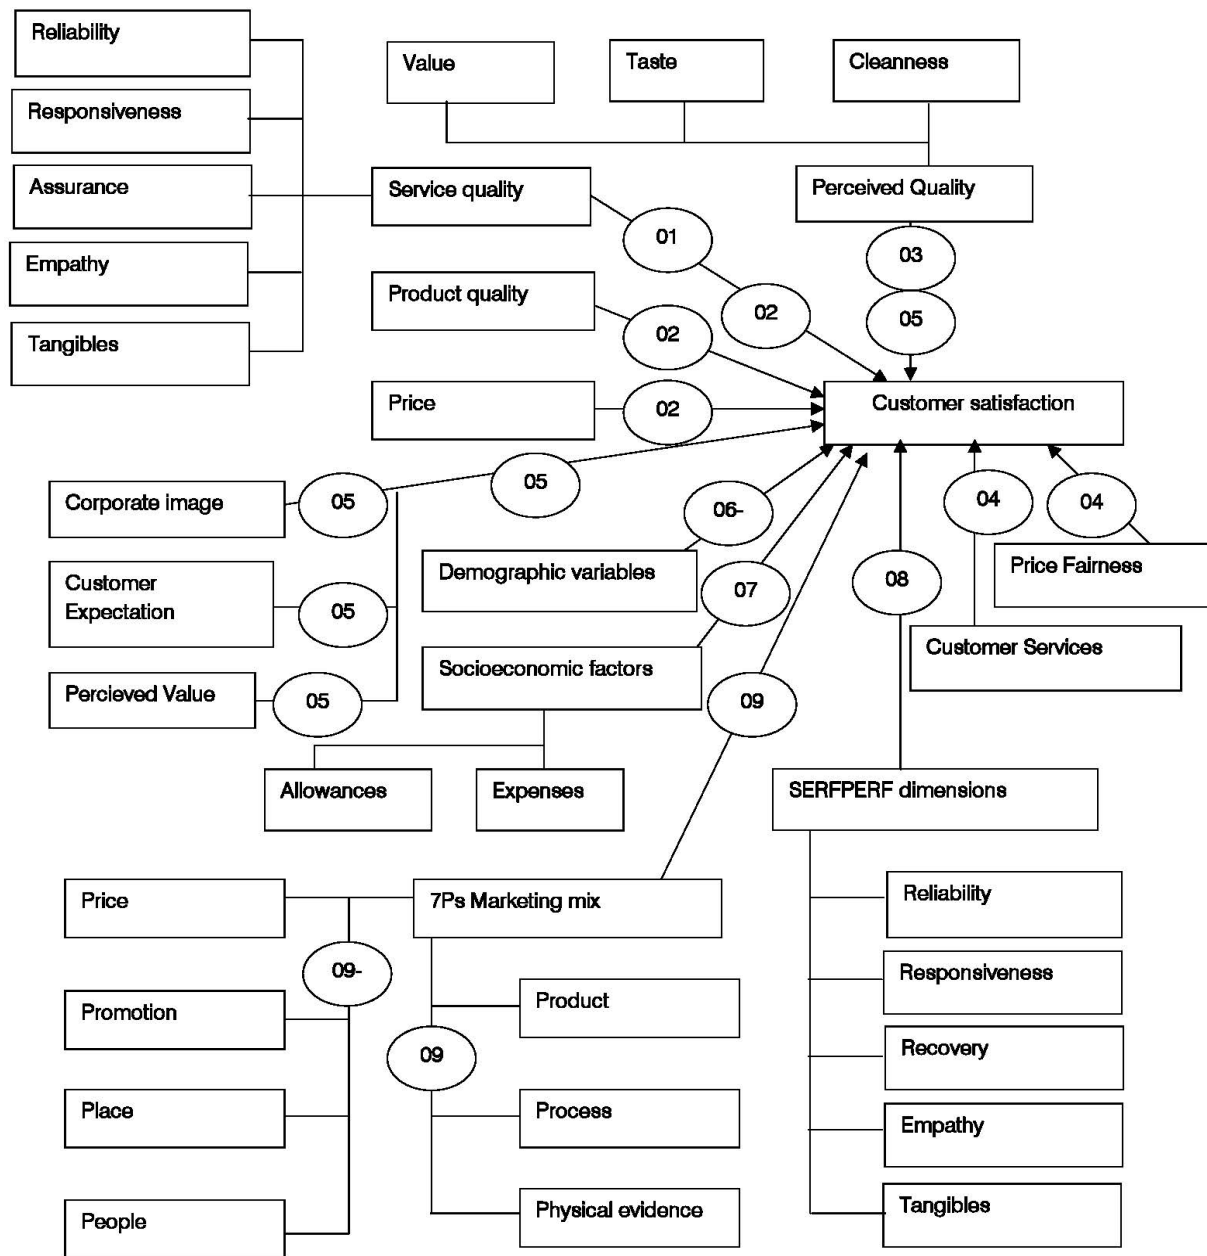 Reliability
Responsiveness
Assurance
Empathy
Tangibles
Value
Taste
Cleanness
Perceived Quality
Service quality
Product quality
Price
01
02
02
02
03
05
Customer satisfaction
Corporate image
05
05
Customer
Expectation
05
Percieved Value
05
Demographic variables
06-
Socioeconomic factors
07
Allowances
Expenses
09
08
04
04
Price Fairness
Customer Services
SERFPERF dimensions
Reliability
Responsiveness
Recovery
Empathy
Tangibles
7Ps Marketing mix
Price
09-
Promotion
Place
People
Product
09
Process
Physical evidence